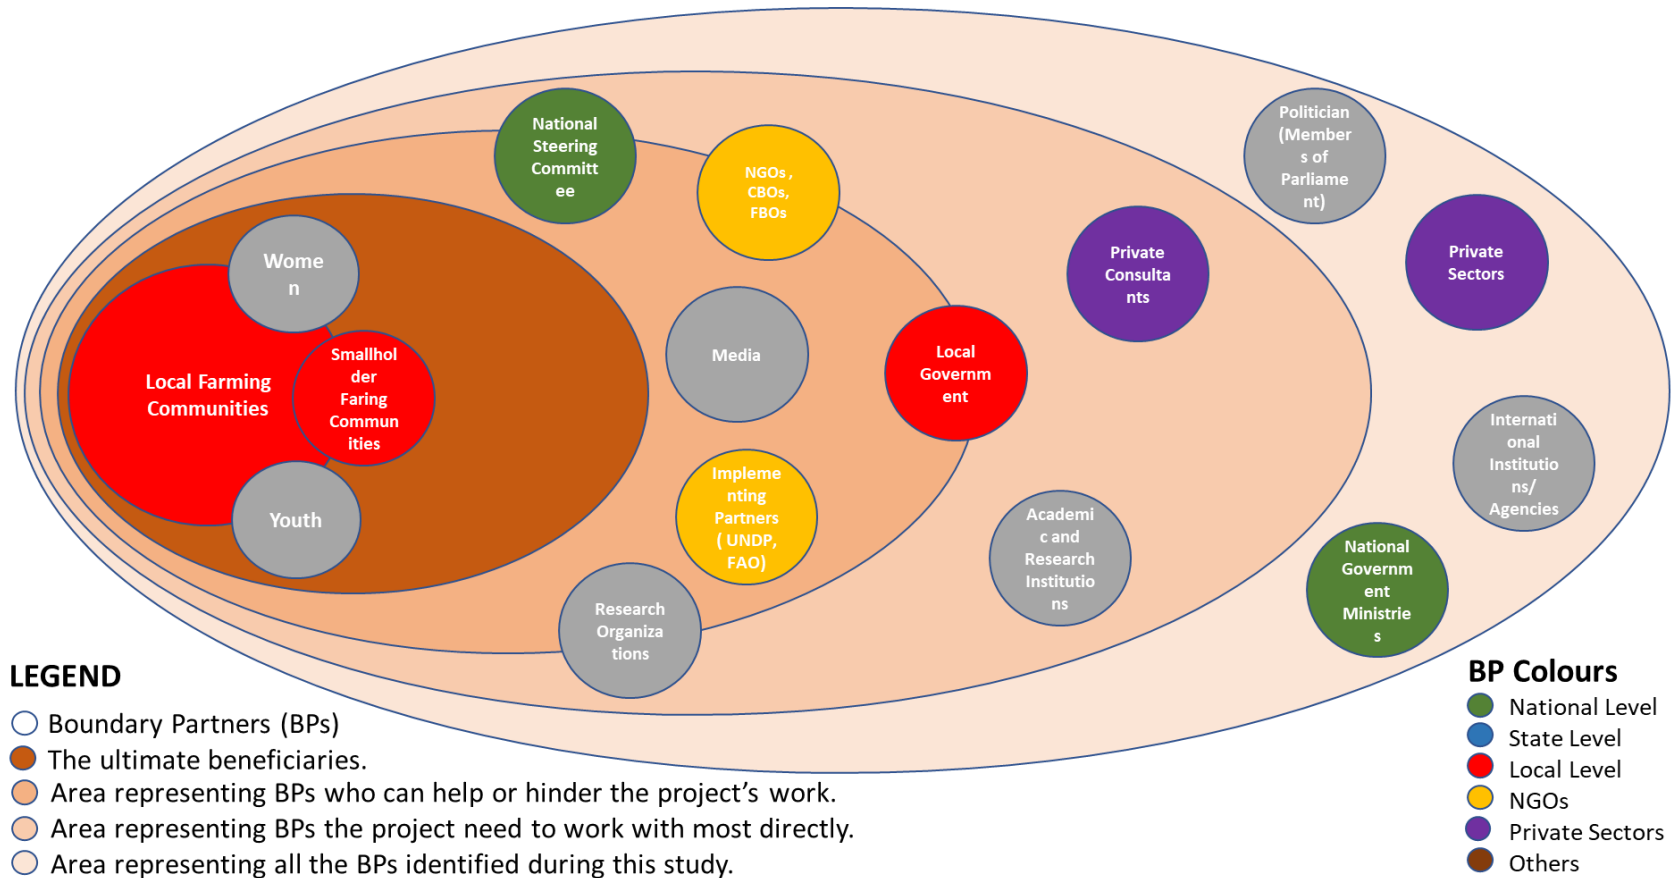 National
Steering
Committ
ee
NGOs ,
CBOs,
FBOs
Politician
(Member
s of
Parliame
nt)
Private
Sectors
Private
Consulta
nts
Wome
n
Local Farming
Communities
Smallhol
der
Faring
Commun
ities
Youth
Media
Local
Governm
ent
Impleme
nting
Partners
( UNDP,
FAO)
Research
Organiza
tions
Academi
c and
Research
Institutio
ns
Internati
onal
Institutio
ns/
Agencies
National
Governm
ent
Ministrie
s
LEGEND
Boundary Partners (BPs)
The ultimate beneficiaries.
Area representing BPs who can help or hinder the project’s work.
Area representing BPs the project need to work with most directly.
Area representing all the BPs identified during this study.
BP Colours
National Level
State Level
Local Level
NGOs
Private Sectors
Others